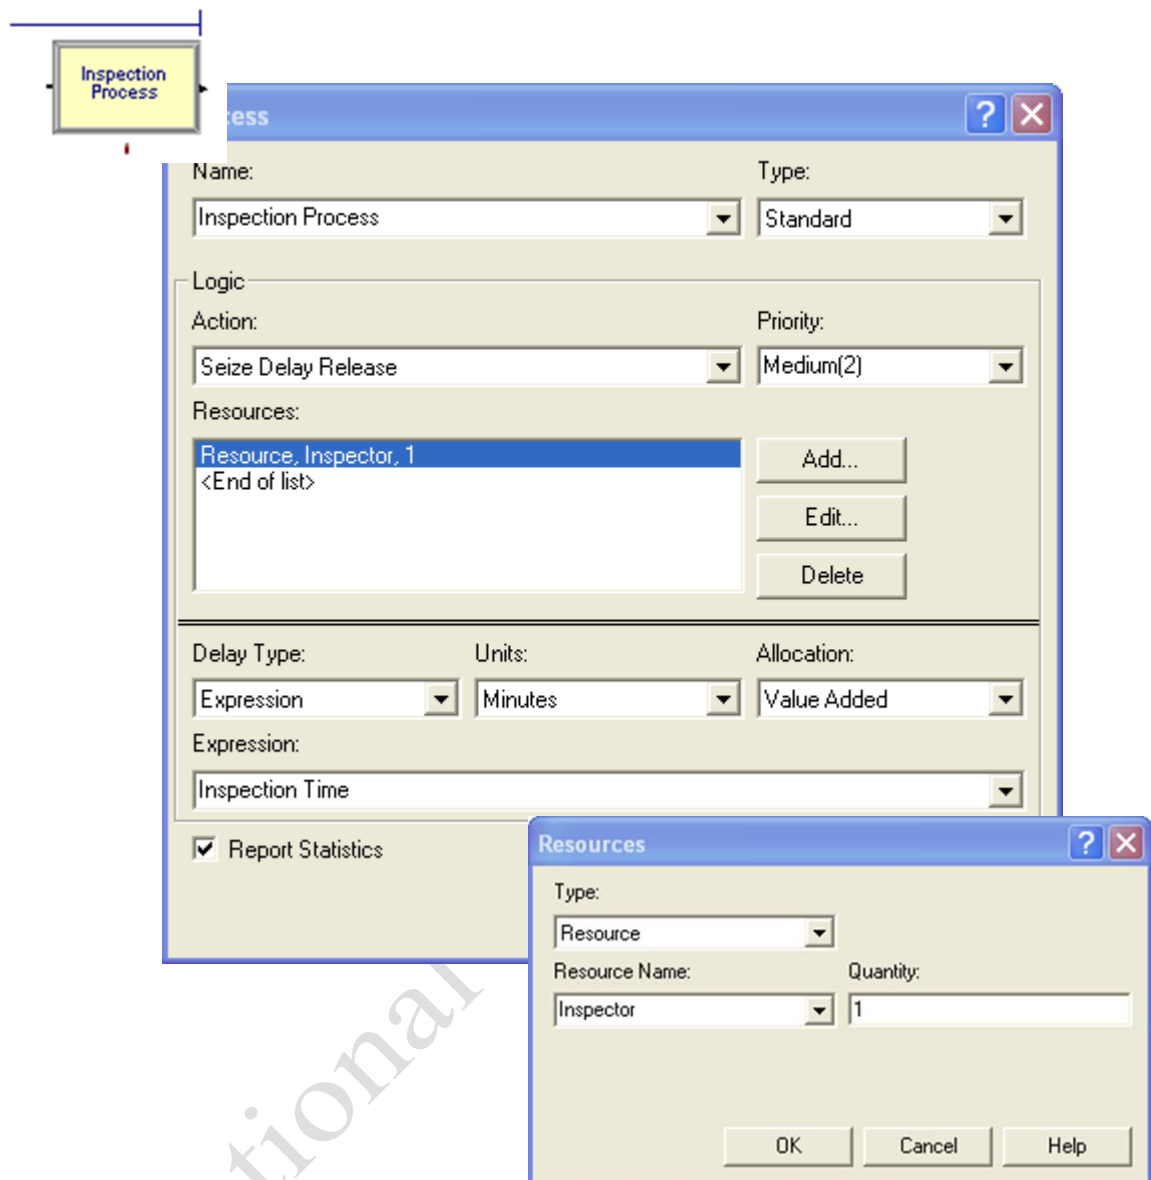 Inspection
Process
cess
Name:
Type:
Inspection Process
Standard
Logic
Action:
Priority:
Seize Delay Release
Medium(2)
Resources:
Resource, Inspector, 1
<End of list>
Add...
Edit...
Delete
Delay Type:
Units:
Allocation:
Expression
Minutes
Value Added
Expression:
Inspection Time
Report Statistics
Resources
Type:
Resource
Resource Name:
Quantity:
Inspector
1
OK
Cancel
Help
tional